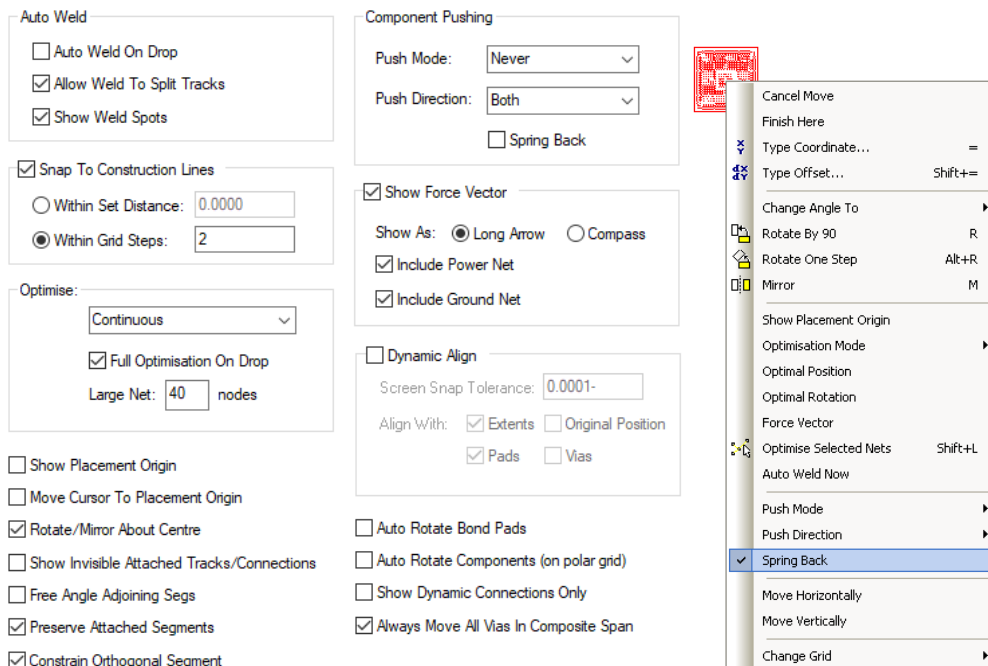 Auto Weld
Auto Weld On Drop
Allow Weld To Split Tracks
Show Weld Spots
Snap To Construction Lines
Within Set Distance: 0.0000
Within Grid Steps: 2
Optimise:
Continuous
Full Optimisation On Drop
Large Net: 40 nodes
Show Placement Origin
Move Cursor To Placement Origin
Rotate/Mirror About Centre
Show Invisible Attached Tracks/Connections
Free Angle Adjoining Segs
Preserve Attached Segments
Constrain Orthogonal Segment
Component Pushing
Push Mode: Never
Push Direction: Both
Spring Back
Show Force Vector
Show As: Long Arrow Compass
Include Power Net
Include Ground Net
Dynamic Align
Screen Snap Tolerance: 0.0001-
Align With: Extents Original Position
Pads Vias
Auto Rotate Bond Pads
Auto Rotate Components (on polar grid)
Show Dynamic Connections Only
Always Move All Vias In Composite Span
Cancel Move
Finish Here
Type Coordinate... =
Type Offset... Shift+=
Change Angle To
Rotate By 90 R
Rotate One Step Alt+R
Mirror M
Show Placement Origin
Optimisation Mode
Optimal Position
Optimal Rotation
Force Vector
Optimise Selected Nets Shift+L
Auto Weld Now
Push Mode
Push Direction
Spring Back
Move Horizontally
Move Vertically
Change Grid